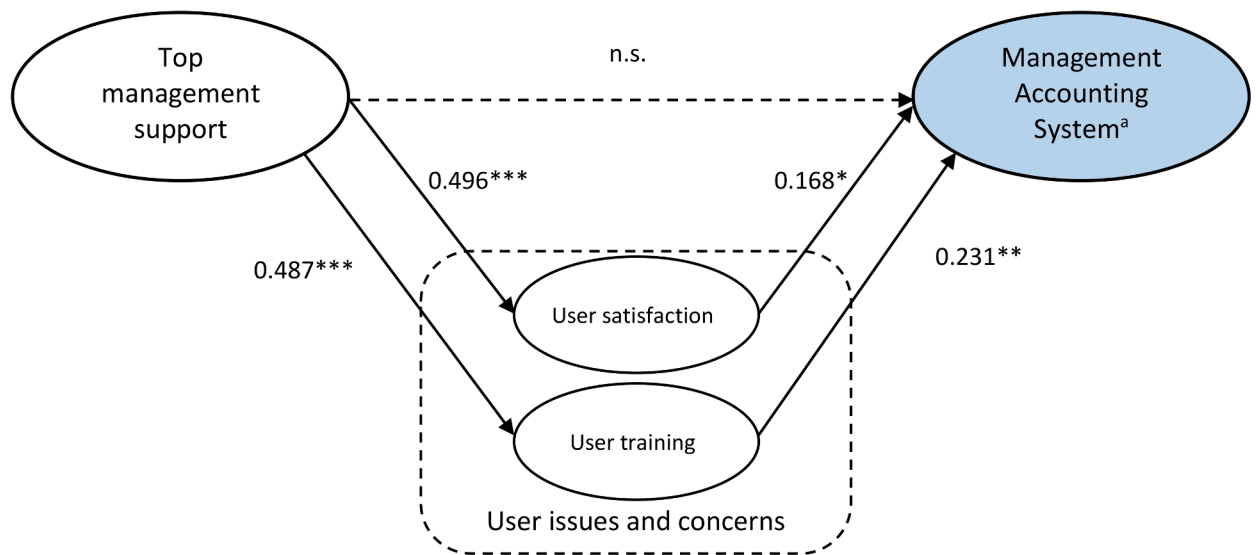 Top
management
support
n.s.
Management
Accounting
Systemᵃ
0.496***
0.168*
0.487***
0.231**
User satisfaction
User training
User issues and concerns